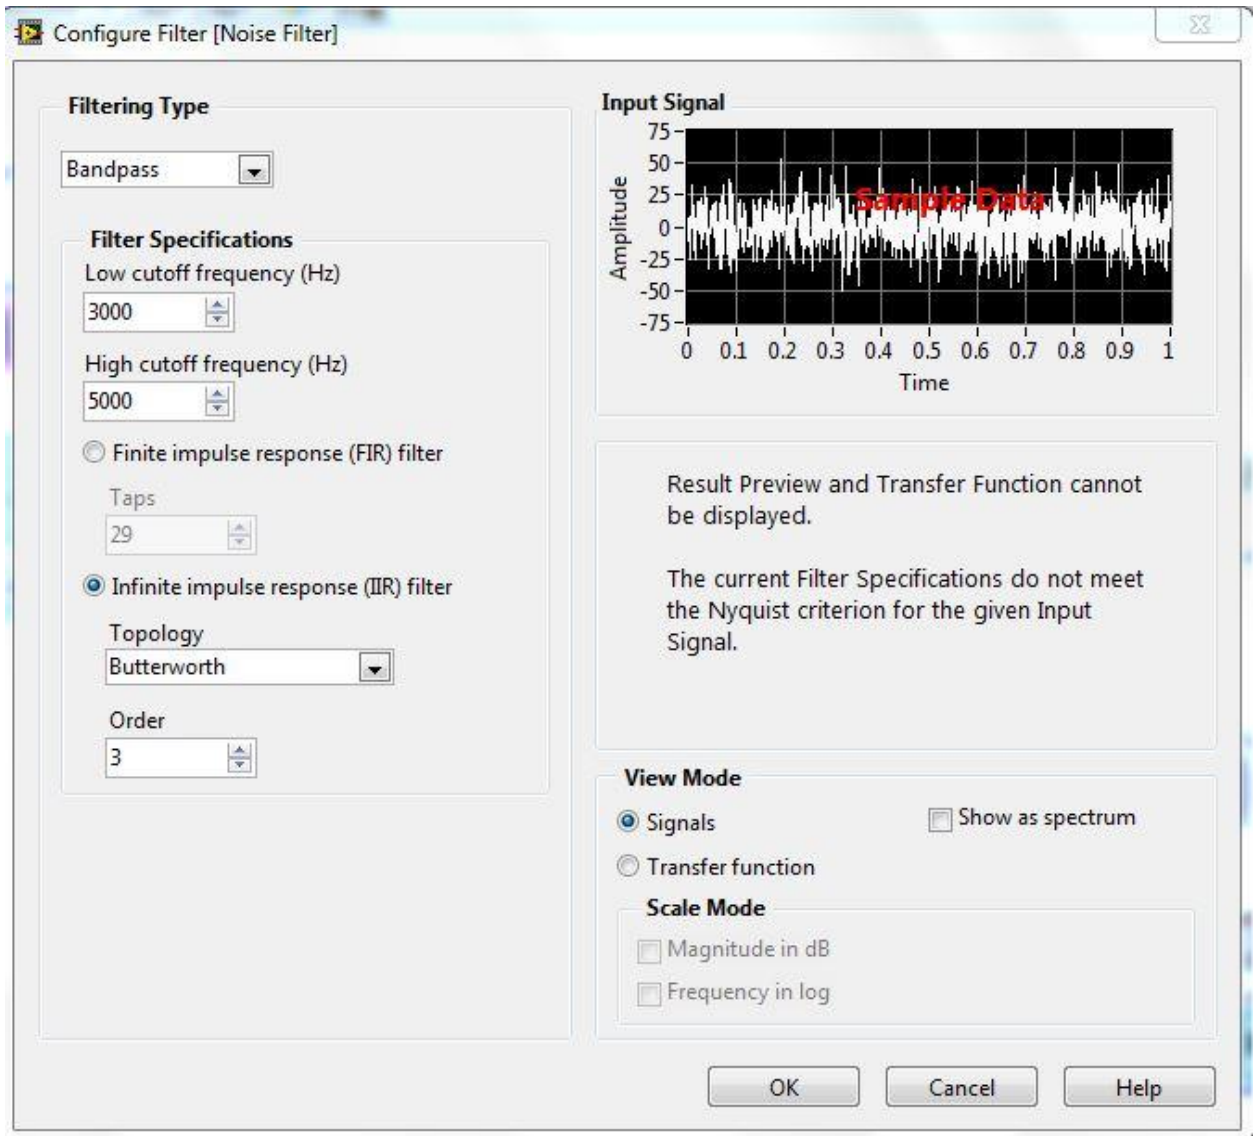 Configure Filter [Noise Filter]
Filtering Type
Bandpass
Filter Specifications
Low cutoff frequency (Hz)
3000
High cutoff frequency (Hz)
5000
Finite impulse response (FIR) filter
Taps
29
Infinite impulse response (IIR) filter
Topology
Butterworth
Order
3
Input Signal
75
50
25
0
-25
-50
-75
Amplitude
Sample Data
0 0.1 0.2 0.3 0.4 0.5 0.6 0.7 0.8 0.9 1
Time
Result Preview and Transfer Function cannot
be displayed.
The current Filter Specifications do not meet
the Nyquist criterion for the given Input
Signal.
View Mode
Signals
Show as spectrum
Transfer function
Scale Mode
Magnitude in dB
Frequency in log
OK Cancel Help